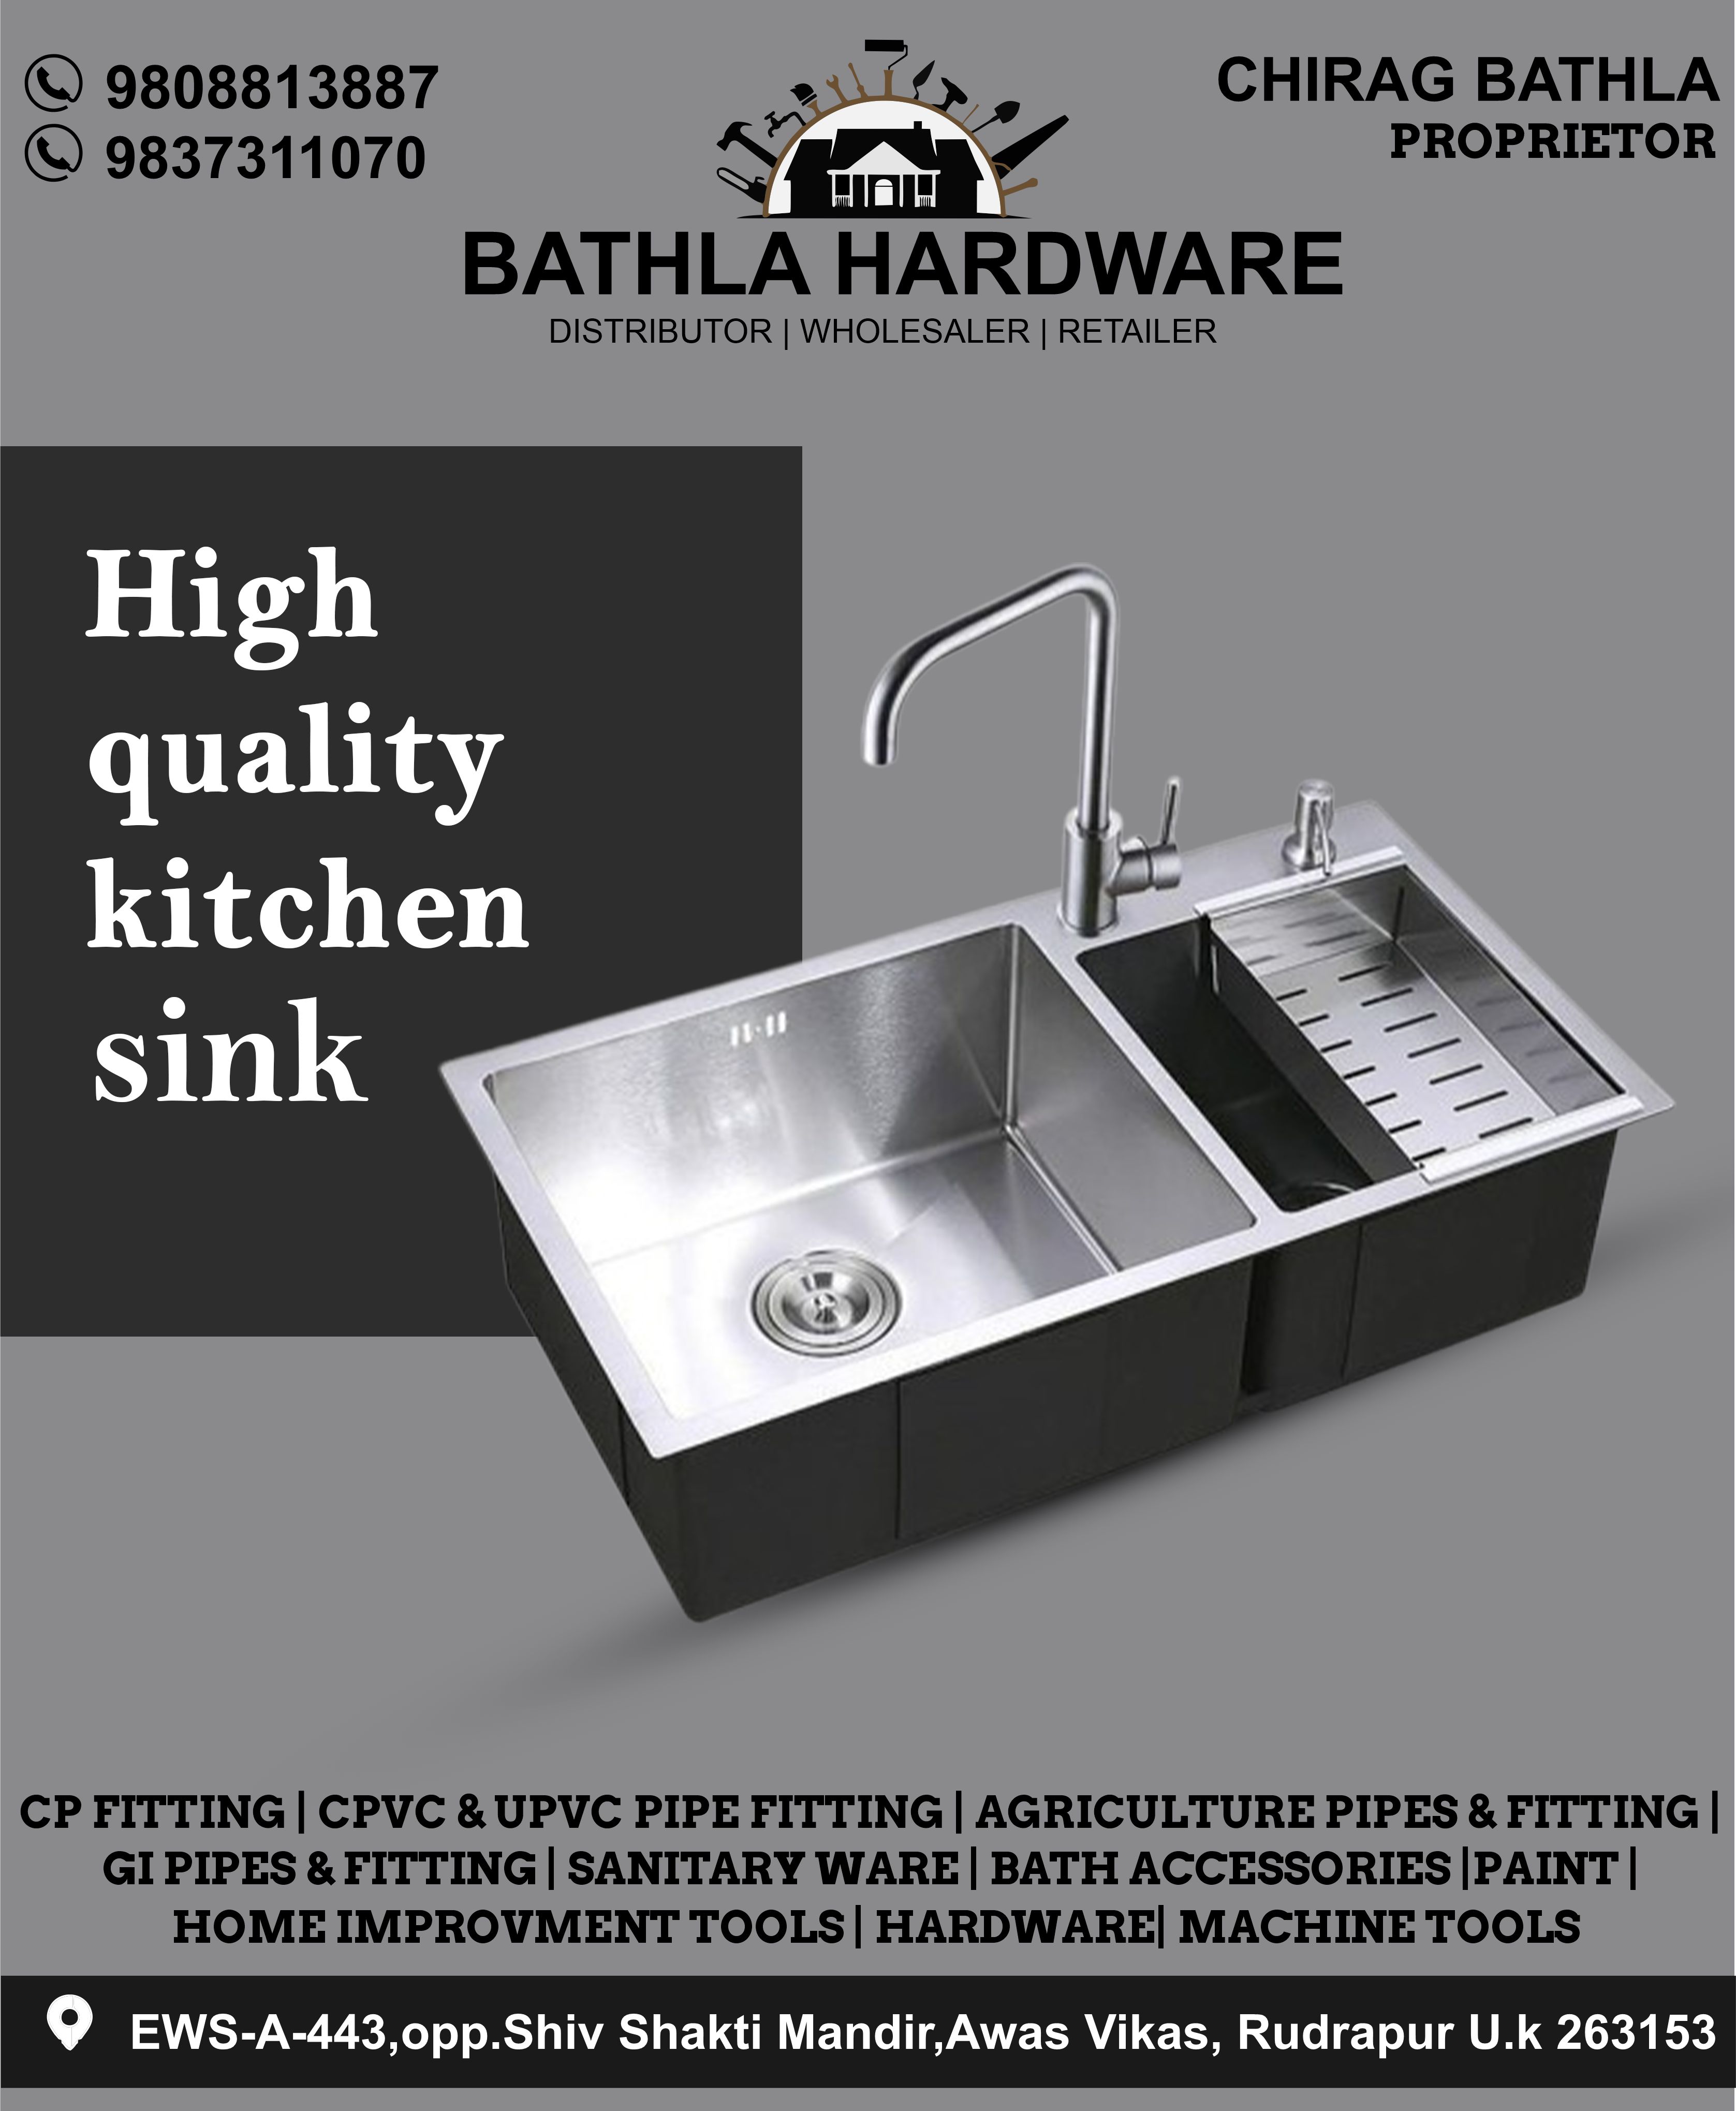 9808813887
9837311070
CHIRAG BATHLA
PROPRIETOR
BATHLA HARDWARE
DISTRIBUTOR | WHOLESALER | RETAILER
High
quality
kitchen
sink
CP FITTING | CPVC & UPVC PIPE FITTING | AGRICULTURE PIPES & FITTING |
GI PIPES & FITTING | SANITARY WARE | BATH ACCESSORIES |PAINT |
HOME IMPROVMENT TOOLS | HARDWARE| MACHINE TOOLS
EWS-A-443,opp.Shiv Shakti Mandir,Awas Vikas, Rudrapur U.k 263153